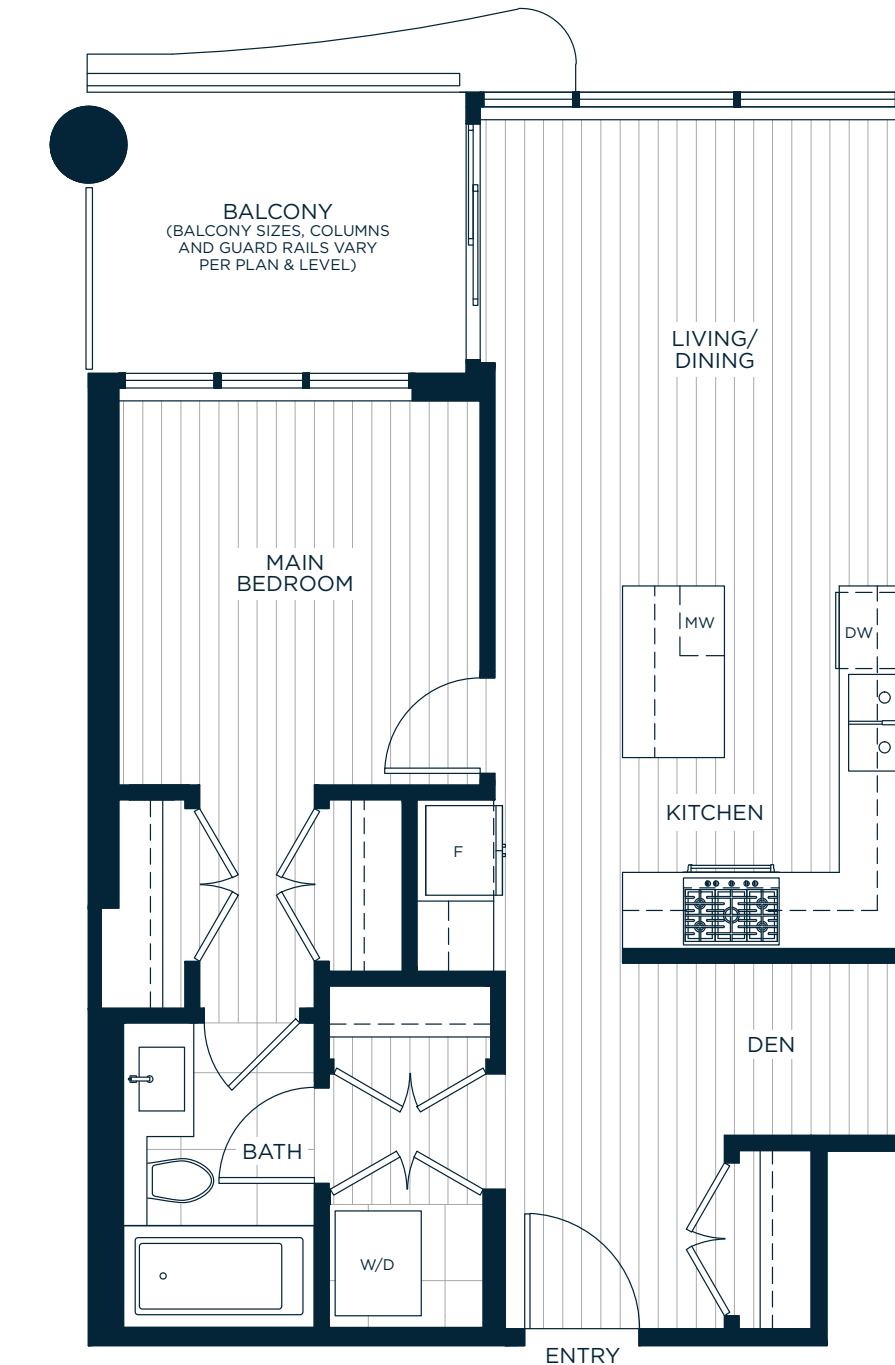 BALCONY
(BALCONY SIZES, COLUMNS
AND GUARD RAILS VARY
PER PLAN & LEVEL)
LIVING/
DINING
MAIN
BEDROOM
MW
DW
KITCHEN
F
DEN
BATH
W/D
ENTRY